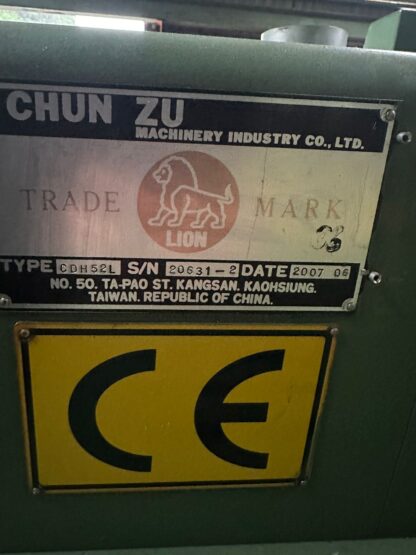 CHUN ZU
MACHINERY INDUSTRY CO., LTD.
TRADE MARK
LION
TYPE CDH52L S/N 20631-2 DATE 2007 06
NO. 50. TA-PAO ST. KANGSAN. KAOHSIUNG.
TAIWAN. REPUBLIC OF CHINA.
CE